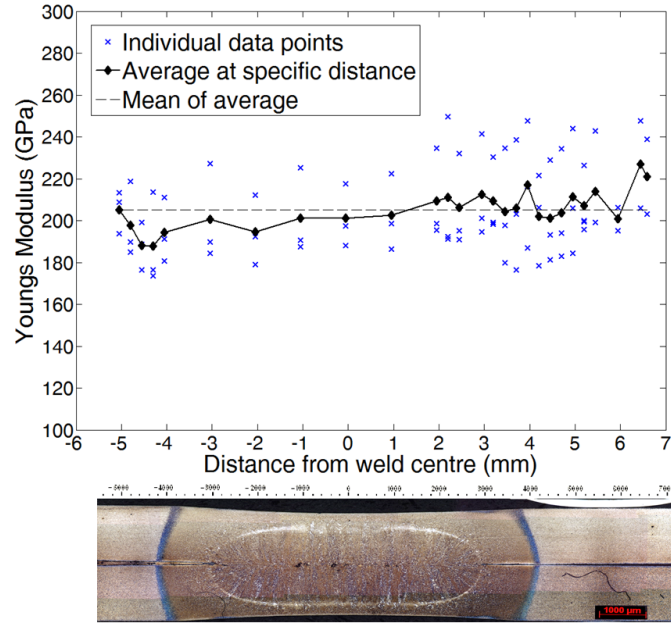 300
280
260
240
220
200
180
160
140
120
100
Youngs Modulus (GPa)
Individual data points
Average at specific distance
Mean of average
-6 -5 -4 -3 -2 -1 0 1 2 3 4 5 6 7
Distance from weld centre (mm)
-5000 -4000 -3000 -2000 -1000 0 1000 2000 3000 4000 5000 6000
1000 µm